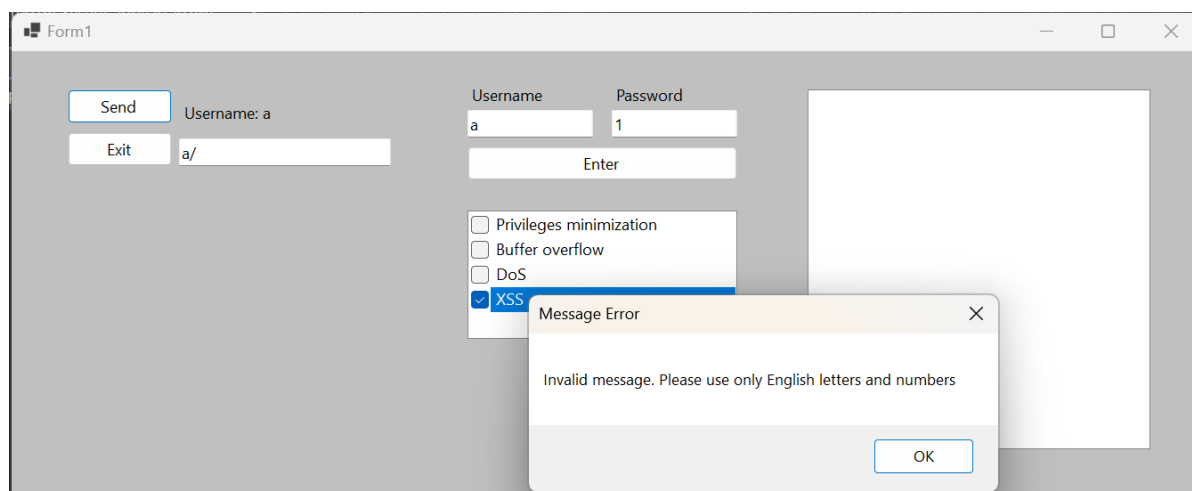 Form1
Send
Username: a
Exit
a/
Username Password
a 1
Enter
Privileges minimization
Buffer overflow
DoS
XSS
Message Error
Invalid message. Please use only English letters and numbers
OK